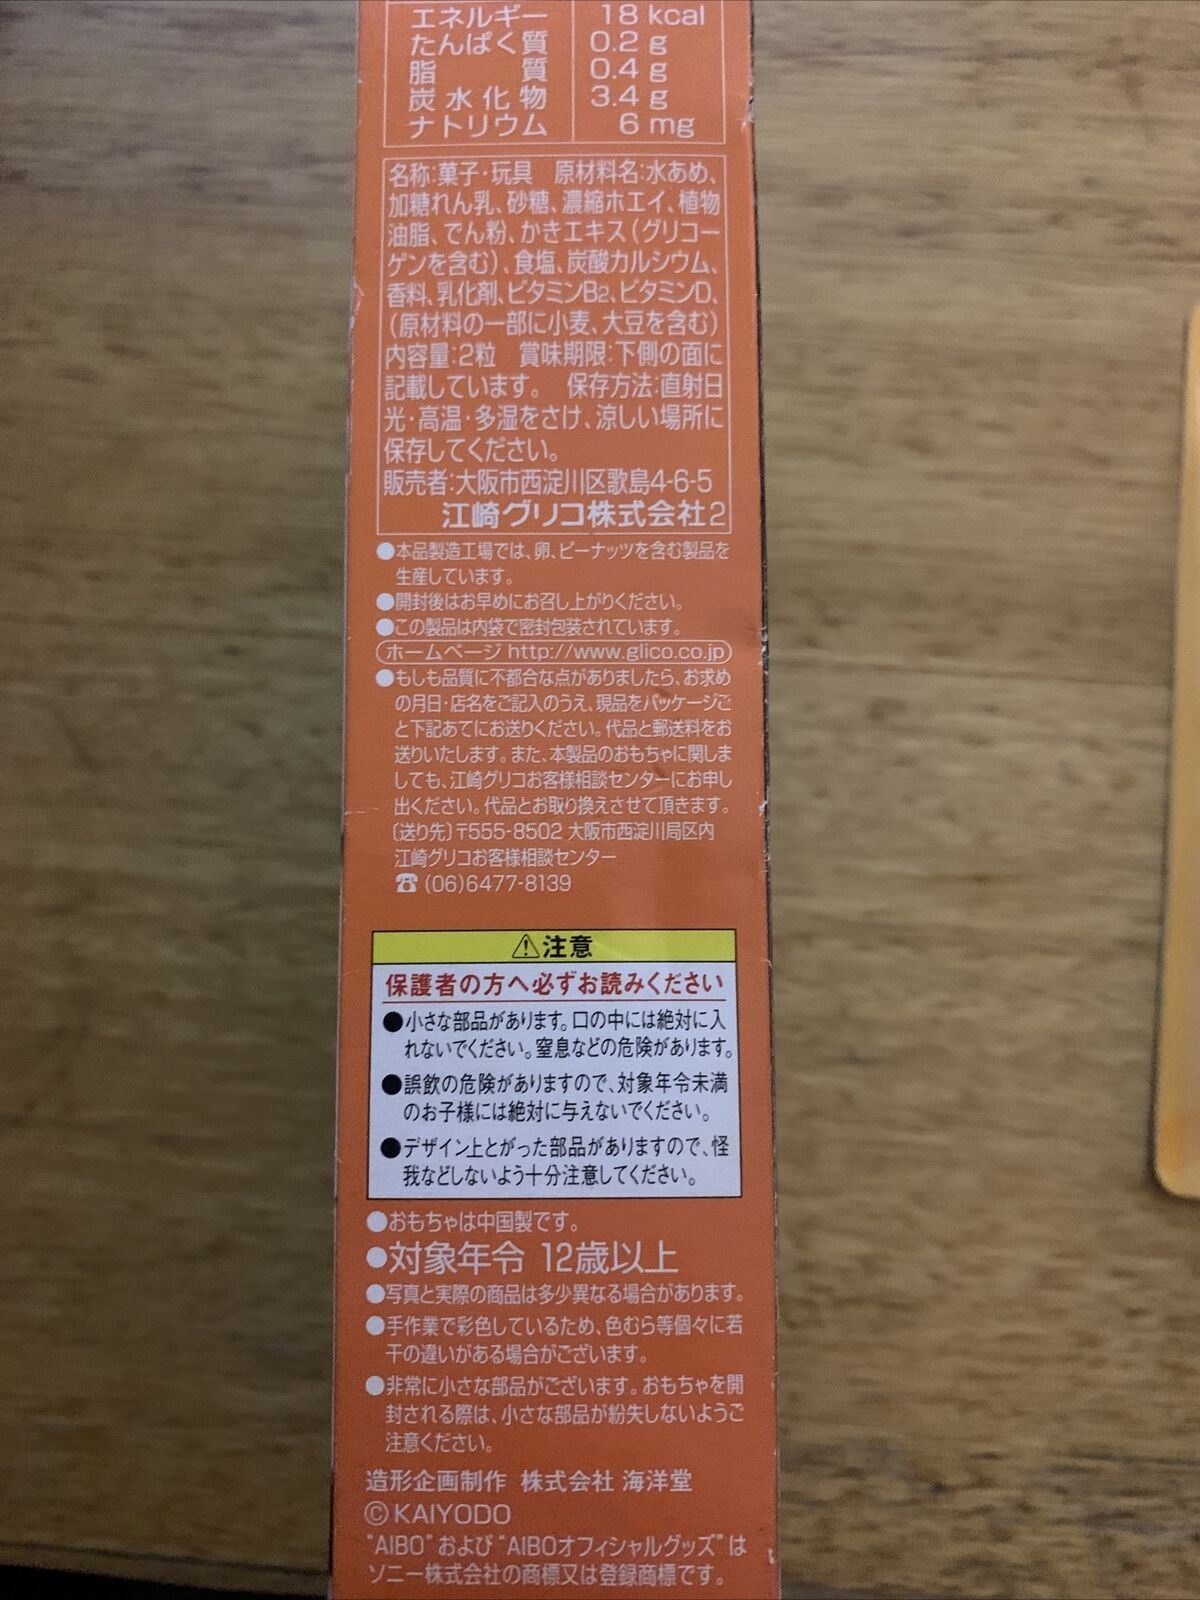 エネルギー 18 kcal
たんぱく質 0.2 g
脂質 0.4 g
炭水化物 3.4 g
ナトリウム 6 mg
名称:菓子・玩具 原材料名:水あめ、
加糖れん乳、砂糖、濃縮ホエイ、植物
油脂、でん粉、かきエキス(グリコー
ゲンを含む)、食塩、炭酸カルシウム、
香料、乳化剤、ビタミンB2、ビタミンD、
(原材料の一部に小麦、大豆を含む)
内容量:2粒 賞味期限:下側の面に
記載しています。 保存方法:直射日
光・高温・多湿をさけ、涼しい場所に
保存してください。
販売者:大阪市西淀川区歌島4-6-5
江崎グリコ株式会社2
●本品製造工場では、卵、ピーナッツを含む製品を
生産しています。
●開封後はお早めにお召し上がりください。
●この製品は内袋で密封包装されています。
ホームページ http://www.glico.co.jp
●もしも品質に不都合な点がありましたら、お求め
の月日・店名をご記入のうえ、現品をパッケージご
と下記あてにお送りください。代品と郵送料をお
送りいたします。また、本製品のおもちゃに関しま
しても、江崎グリコお客様相談センターにお申し
出ください。代品とお取り換えさせて頂きます。
〔送り先〕〒555-8502 大阪市西淀川局区内
江崎グリコお客様相談センター
☎(06)6477-8139
⚠注意
保護者の方へ必ずお読みください
●小さな部品があります。口の中には絶対に入
れないでください。窒息などの危険があります。
●誤飲の危険がありますので、対象年令未満
のお子様には絶対に与えないでください。
●デザイン上とがった部品がありますので、怪
我などしないよう十分注意してください。
●おもちゃは中国製です。
●対象年令 12歳以上
●写真と実際の商品は多少異なる場合があります。
●手作業で彩色しているため、色むら等個々に若
干の違いがある場合がございます。
●非常に小さな部品がございます。おもちゃを開
封される際は、小さな部品が紛失しないようご
注意ください。
造形企画制作 株式会社 海洋堂
©KAIYODO
"AIBO" および "AIBOオフィシャルグッズ" は
ソニー株式会社の商標又は登録商標です。